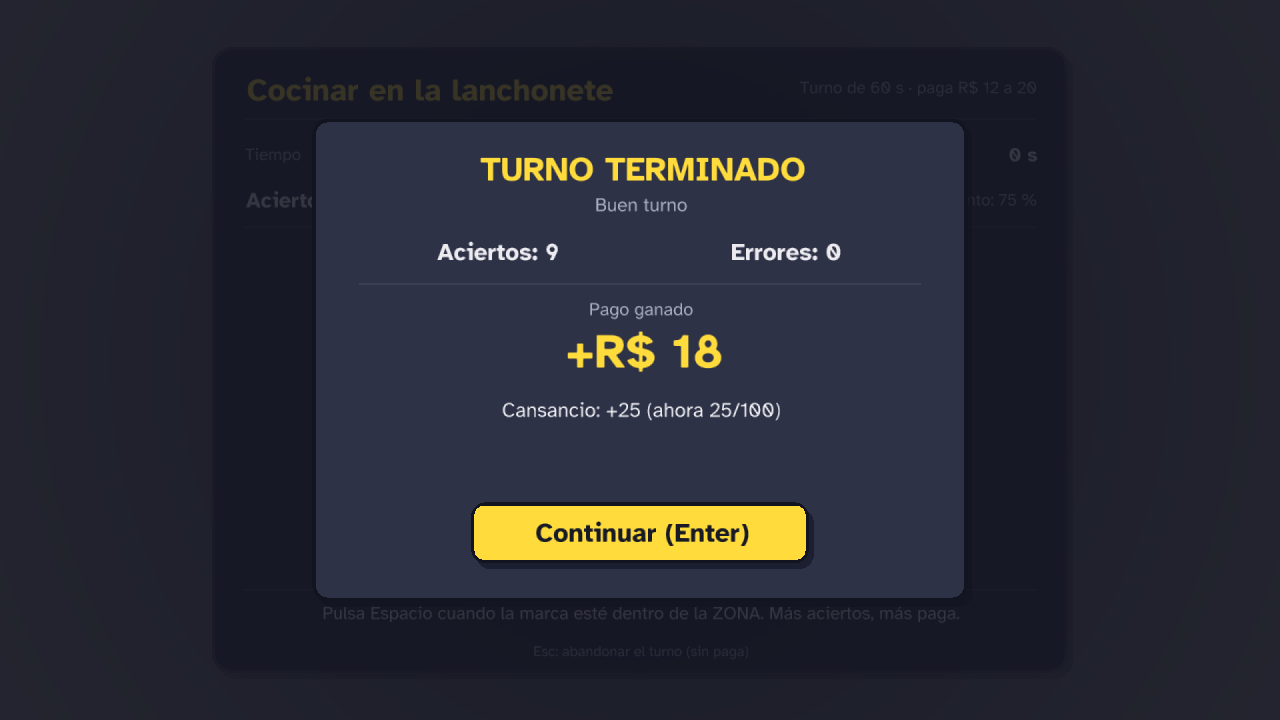 Cocinar en la lanchonete
Turno de 60 s · paga R$ 12 a 20
Tiempo
0 s
TURNO TERMINADO
Buen turno
Aciertos: 9
Errores: 0
75 %
Pago ganado
+R$ 18
Cansancio: +25 (ahora 25/100)
Continuar (Enter)
Pulsa Espacio cuando la marca esté dentro de la ZONA. Más aciertos, más paga.
Esc: abandonar el turno (sin paga)